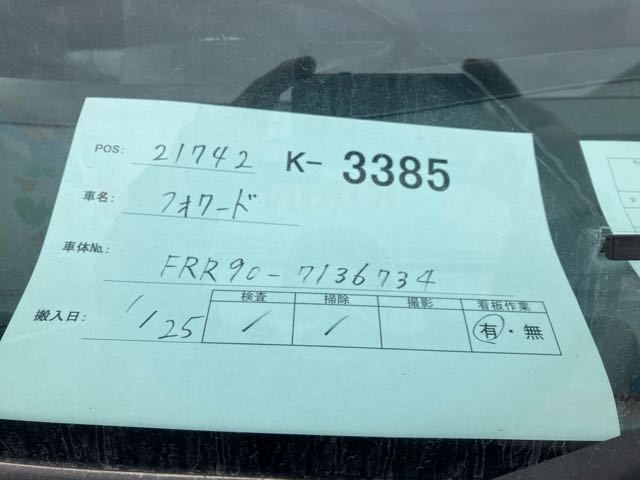 POS: 21742 K- 3385
車名: フォワード
車体No.: FRR90-7136734
検査 掃除 撮影 看板作業
搬入日: 1/25 / / 有・無